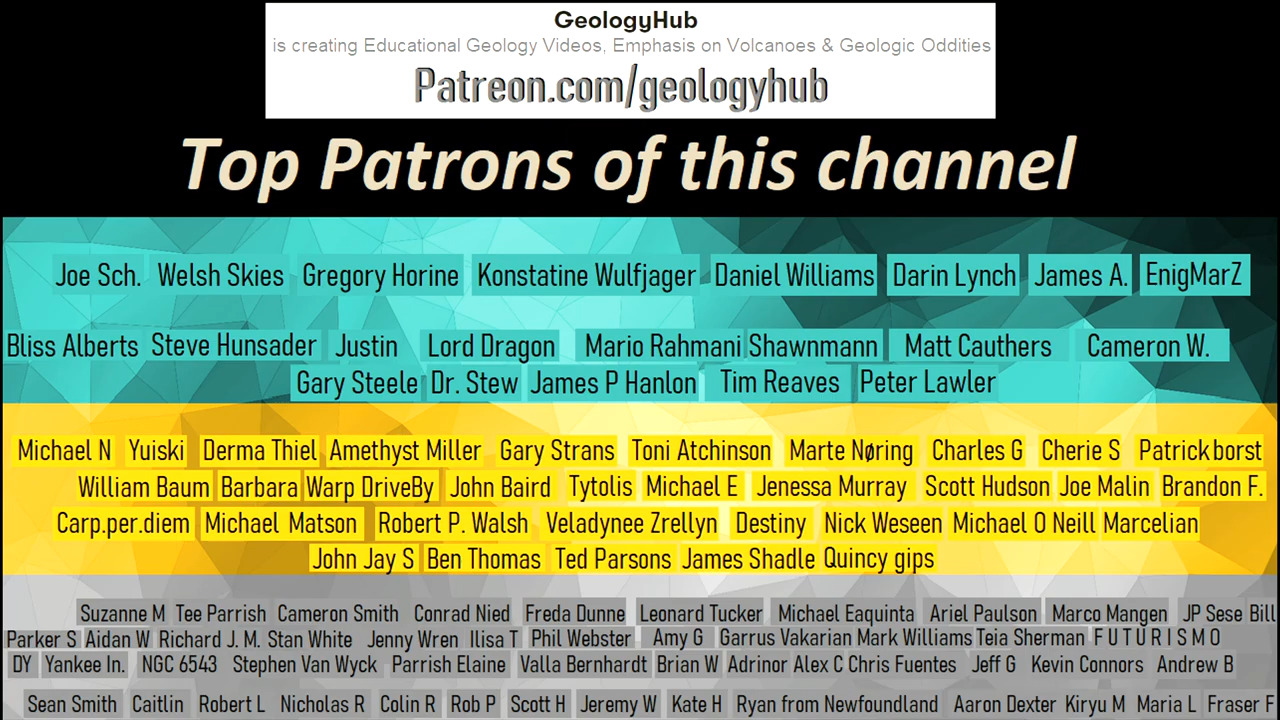 GeologyHub
is creating Educational Geology Videos, Emphasis on Volcanoes & Geologic Oddities
Patreon.com/geologyhub
Top Patrons of this channel
Joe Sch. Welsh Skies Gregory Horine Konstatine Wulfjager Daniel Williams Darin Lynch James A. EnigMarZ
Bliss Alberts Steve Hunsader Justin Lord Dragon Mario Rahmani Shawnmann Matt Cauthers Cameron W.
Gary Steele Dr. Stew James P Hanlon Tim Reaves Peter Lawler
Michael N Yuiski Derma Thiel Amethyst Miller Gary Strans Toni Atchinson Marte Nøring Charles G Cherie S Patrick borst
William Baum Barbara Warp DriveBy John Baird Tytolis Michael E Jenessa Murray Scott Hudson Joe Malin Brandon F.
Carp.per.diem Michael Matson Robert P. Walsh Veladynee Zrellyn Destiny Nick Weseen Michael O Neill Marcelian
John Jay S Ben Thomas Ted Parsons James Shadle Quincy gips
Suzanne M Tee Parrish Cameron Smith Conrad Nied Freda Dunne Leonard Tucker Michael Eaquinta Ariel Paulson Marco Mangen JP Sese Bill
Parker S Aidan W Richard J. M. Stan White Jenny Wren Ilisa T Phil Webster Amy G Garrus Vakarian Mark Williams Teia Sherman F U T U R I S M O
DY Yankee In. NGC 6543 Stephen Van Wyck Parrish Elaine Valla Bernhardt Brian W Adrinor Alex C Chris Fuentes Jeff G Kevin Connors Andrew B
Sean Smith Caitlin Robert L Nicholas R Colin R Rob P Scott H Jeremy W Kate H Ryan from Newfoundland Aaron Dexter Kiryu M Maria L Fraser F